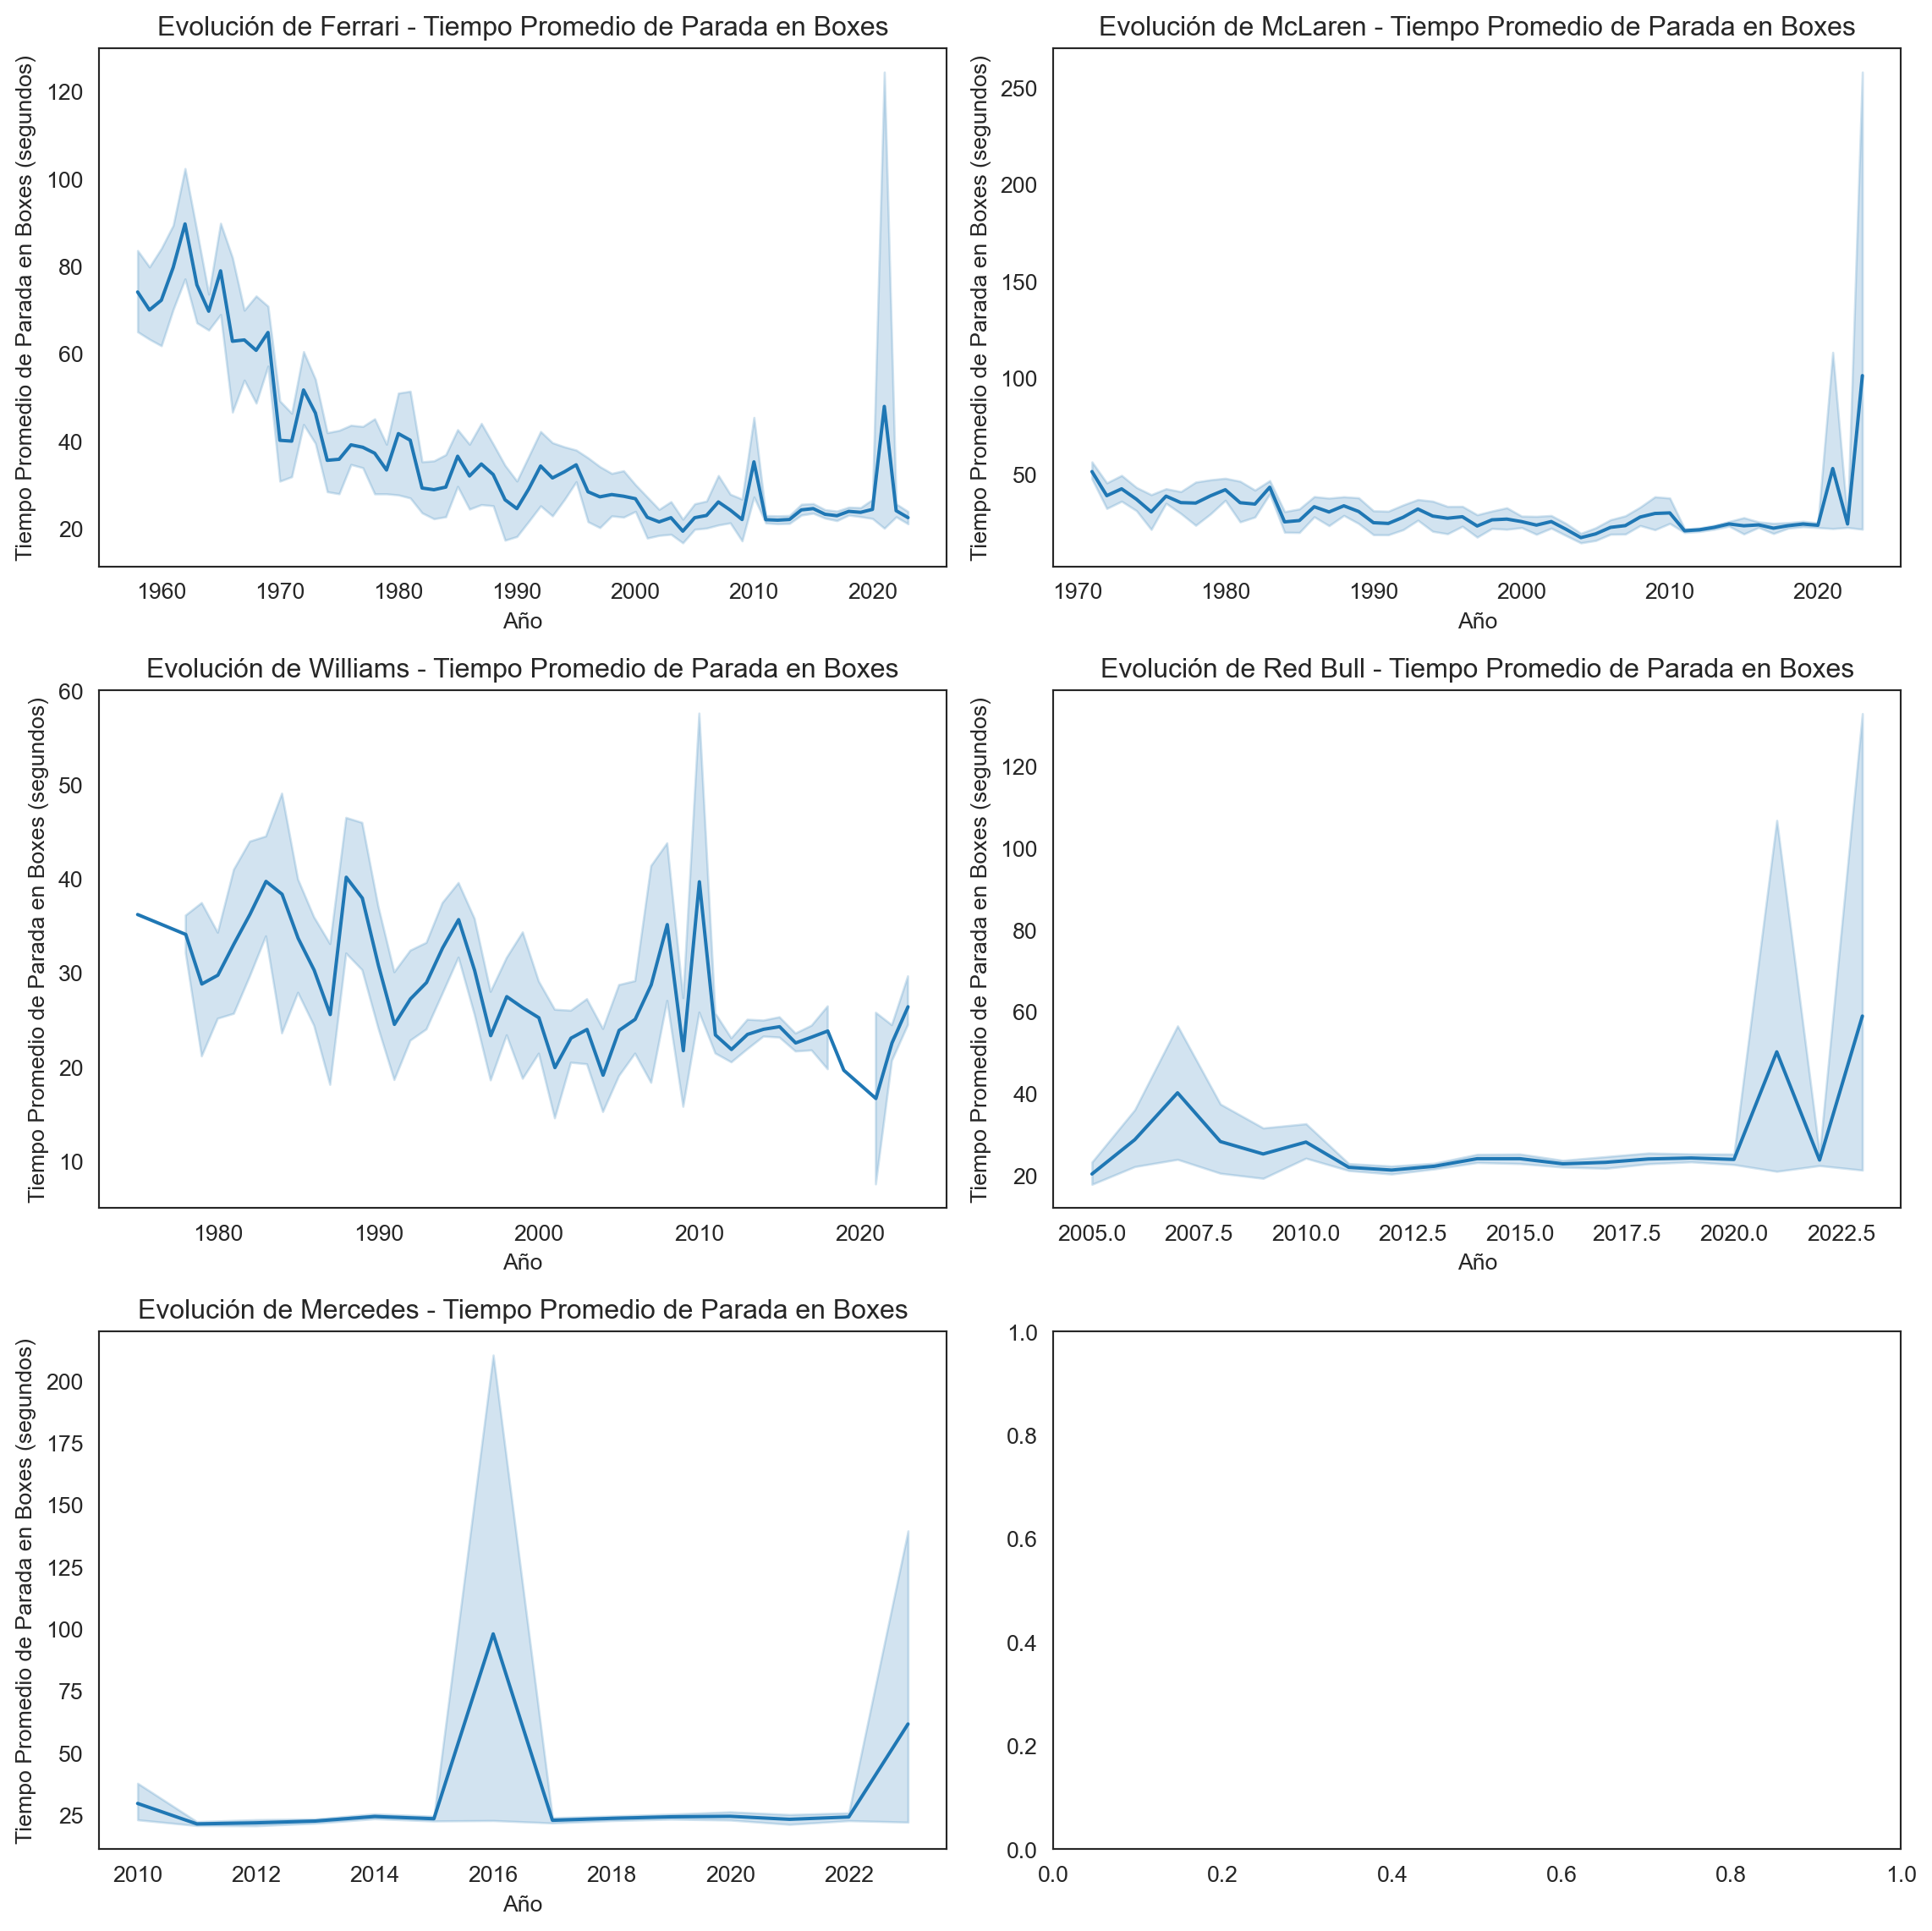 Evolución de Ferrari - Tiempo Promedio de Parada en Boxes
Tiempo Promedio de Parada en Boxes (segundos)
120
100
80
60
40
20
1960 1970 1980 1990 2000 2010 2020
Año
Evolución de McLaren - Tiempo Promedio de Parada en Boxes
Tiempo Promedio de Parada en Boxes (segundos)
250
200
150
100
50
1970 1980 1990 2000 2010 2020
Año
Evolución de Williams - Tiempo Promedio de Parada en Boxes
Tiempo Promedio de Parada en Boxes (segundos)
60
50
40
30
20
10
1980 1990 2000 2010 2020
Año
Evolución de Red Bull - Tiempo Promedio de Parada en Boxes
Tiempo Promedio de Parada en Boxes (segundos)
120
100
80
60
40
20
2005.0 2007.5 2010.0 2012.5 2015.0 2017.5 2020.0 2022.5
Año
Evolución de Mercedes - Tiempo Promedio de Parada en Boxes
Tiempo Promedio de Parada en Boxes (segundos)
200
175
150
125
100
75
50
25
2010 2012 2014 2016 2018 2020 2022
Año
1.0
0.8
0.6
0.4
0.2
0.0
0.0 0.2 0.4 0.6 0.8 1.0